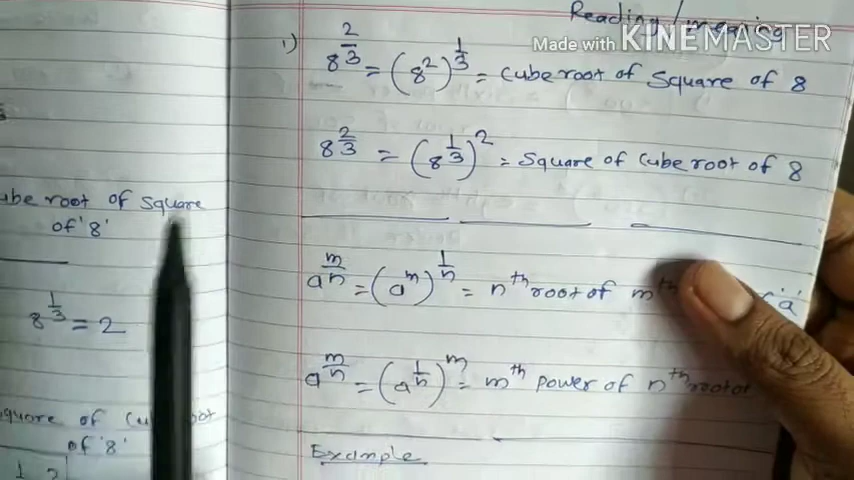 Reading/meaning
Made with KINEMASTER
1) 8^(2/3) = (8^2)^(1/3) = Cube root of Square of 8
8^(2/3) = (8^(1/3))^2 = Square of Cube root of 8
a^(m/n) = (a^m)^(1/n) = n^th root of m^th 'a'
a^(m/n) = (a^(1/n))^m = m^th power of n^th root of
Example
root of square
of '8'
8^(1/3) = 2
of
of '8'